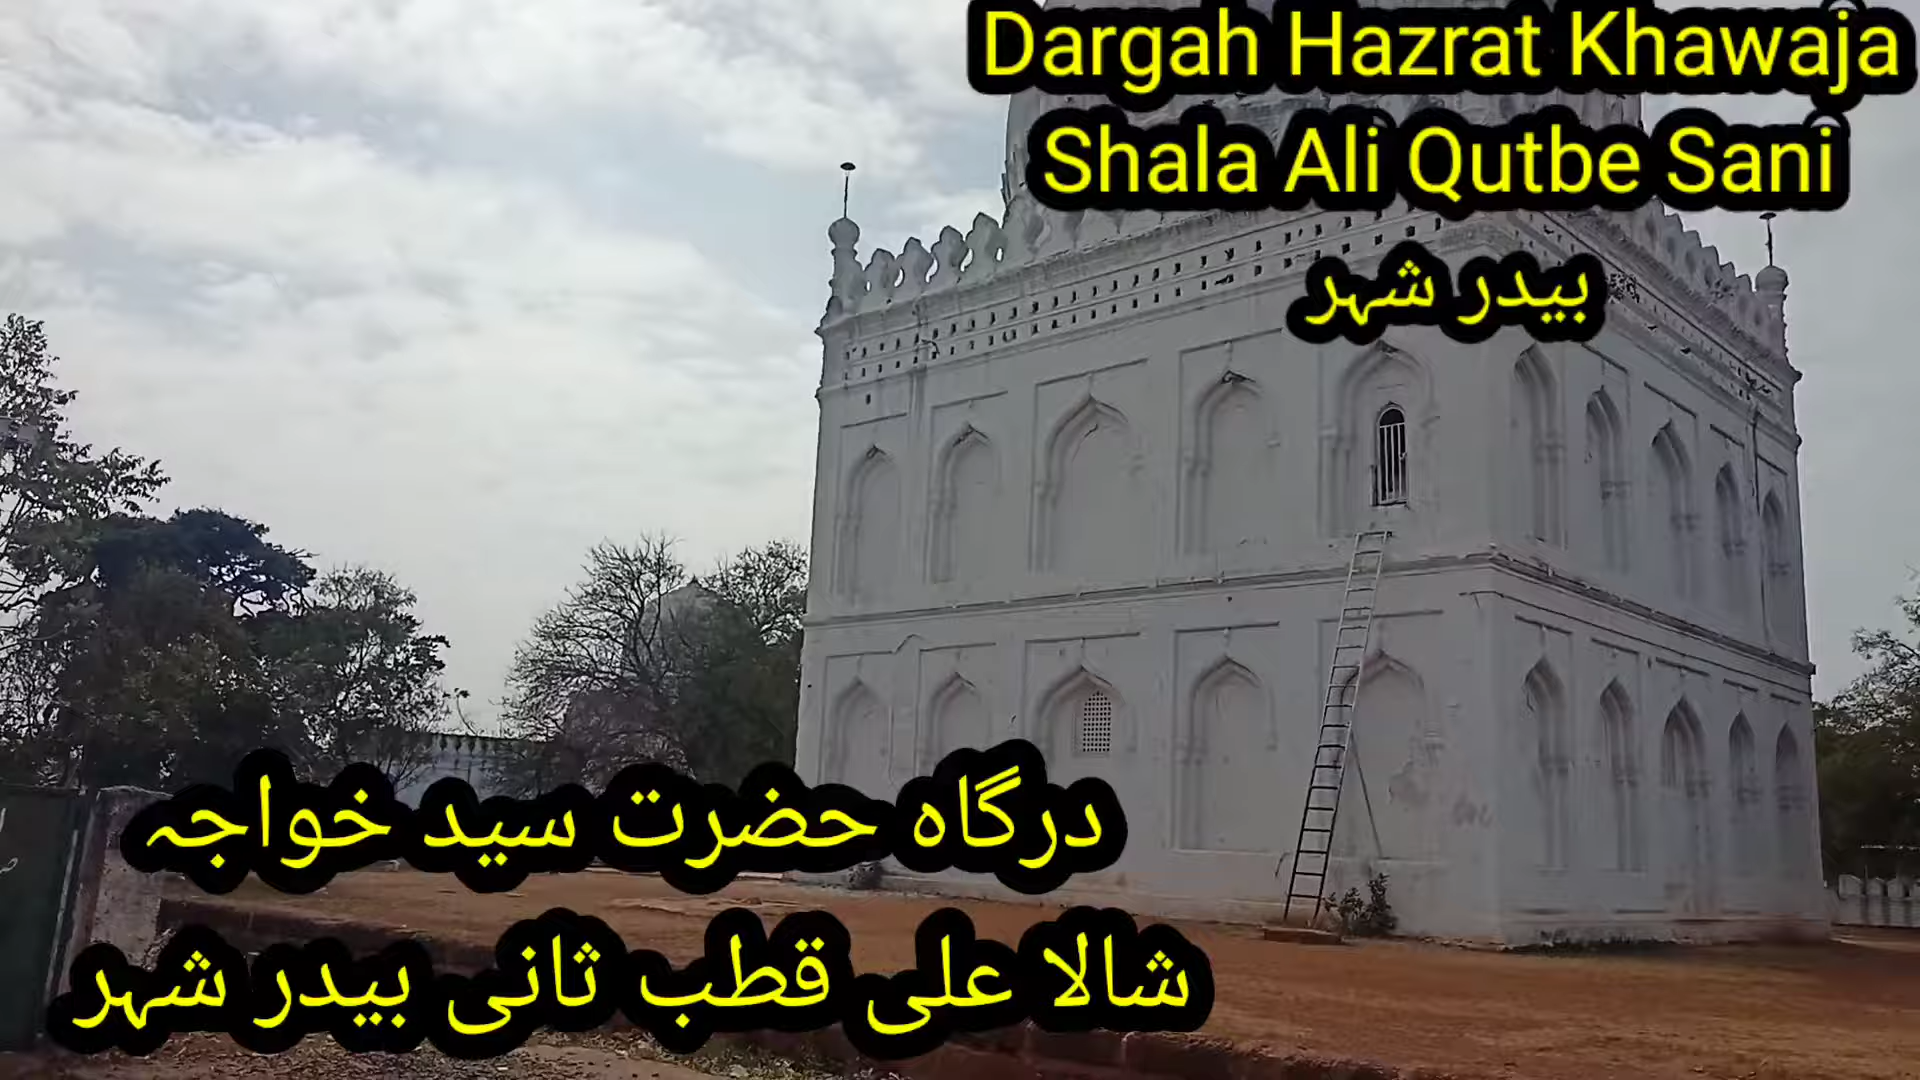 Dargah Hazrat Khawaja
Shala Ali Qutbe Sani
بیدر شہر
درگاہ حضرت سید خواجہ
شالا علی قطب ثانی بیدر شہر